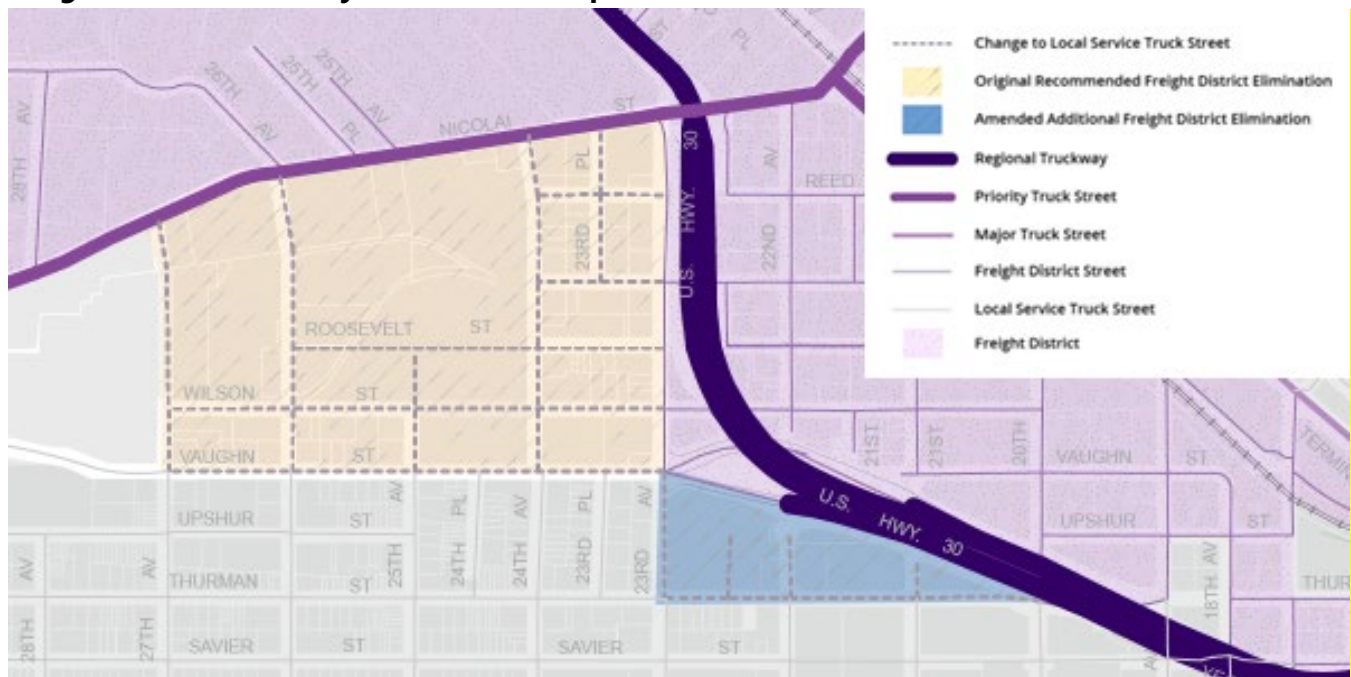 ST
PL
Change to Local Service Truck Street
Original Recommended Freight District Elimination
Amended Additional Freight District Elimination
Regional Truckway
Priority Truck Street
Major Truck Street
Freight District Street
Local Service Truck Street
Freight District
26TH AV
25TH PL
25TH AV
28TH AV
NICOLAI ST
23RD PL
U.S. HWY. 30
22ND AV
REED
ROOSEVELT ST
WILSON ST
VAUGHN ST
21ST
21ST
20TH
VAUGHN ST
TERMIN
UPSHUR ST
U.S. HWY. 30
UPSHUR ST
AV
AV
25TH AV
24TH PL
24TH AV
23RD PL
23RD AV
18TH AV
THURMAN ST
THUR
28TH
27TH
SAVIER ST
SAVIER ST
AV